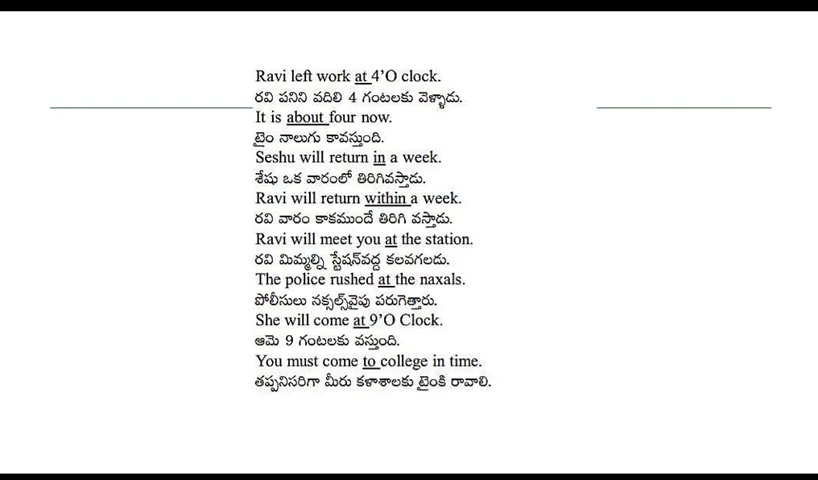 Ravi left work at 4’O clock.
రవి పనిని వదిలి 4 గంటలకు వెళ్ళాడు.
It is about four now.
టైం నాలుగు కావస్తుంది.
Seshu will return in a week.
శేషు ఒక వారంలో తిరిగివస్తాడు.
Ravi will return within a week.
రవి వారం కాకముందే తిరిగి వస్తాడు.
Ravi will meet you at the station.
రవి మిమ్మల్ని స్టేషన్‌వద్ద కలవగలడు.
The police rushed at the naxals.
పోలీసులు నక్సల్స్‌వైపు పరుగెత్తారు.
She will come at 9’O Clock.
ఆమె 9 గంటలకు వస్తుంది.
You must come to college in time.
తప్పనిసరిగా మీరు కళాశాలకు టైంకి రావాలి.